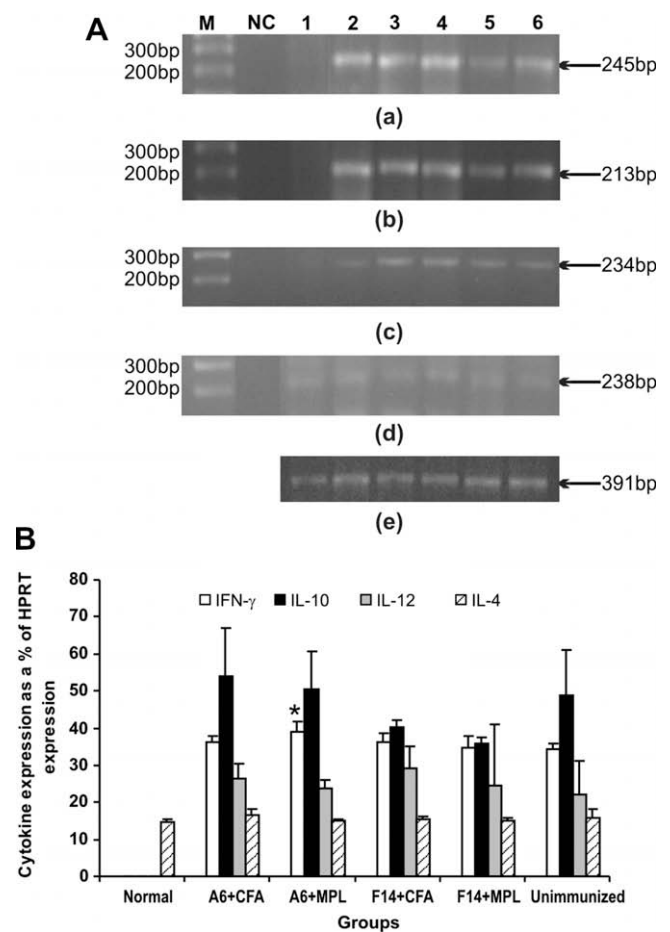 A
M NC 1 2 3 4 5 6
300bp
200bp
245bp
(a)
300bp
200bp
213bp
(b)
300bp
200bp
234bp
(c)
300bp
200bp
238bp
(d)
391bp
(e)
B
Cytokine expression as a % of HPRT
expression
IFN-γ IL-10 IL-12 IL-4
80
70
60
50
40
30
20
10
0
*
Normal A6+CFA A6+MPL F14+CFA F14+MPL Unimmunized
Groups